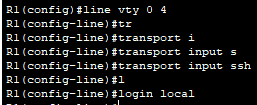 R1(config)#line vty 0 4
R1(config-line)#tr
R1(config-line)#transport i
R1(config-line)#transport input s
R1(config-line)#transport input ssh
R1(config-line)#l
R1(config-line)#login local